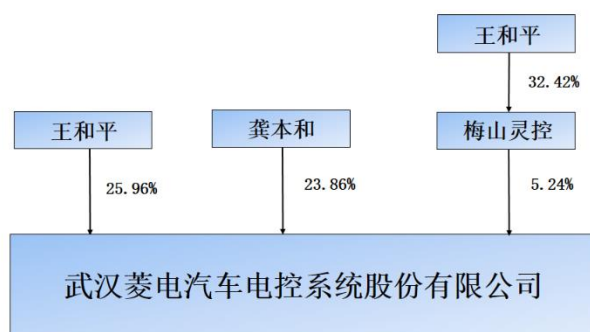 王和平
32.42%
王和平
龚本和
梅山灵控
25.96%
23.86%
5.24%
武汉菱电汽车电控系统股份有限公司